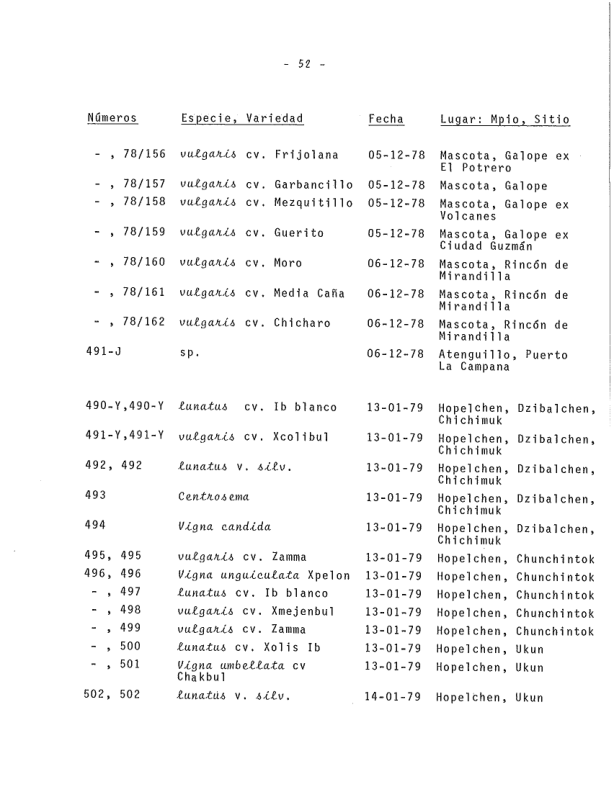 - 52 -
Números Especie, Variedad Fecha Lugar: Mpio, Sitio
- , 78/156 vulgaris cv. Frijolana 05-12-78 Mascota, Galope ex
El Potrero
- , 78/157 vulgaris cv. Garbancillo 05-12-78 Mascota, Galope
- , 78/158 vulgaris cv. Mezquitillo 05-12-78 Mascota, Galope ex
Volcanes
- , 78/159 vulgaris cv. Guerito 05-12-78 Mascota, Galope ex
Ciudad Guzmán
- , 78/160 vulgaris cv. Moro 06-12-78 Mascota, Rincón de
Mirandilla
- , 78/161 vulgaris cv. Media Caña 06-12-78 Mascota, Rincón de
Mirandilla
- , 78/162 vulgaris cv. Chicharo 06-12-78 Mascota, Rincón de
Mirandilla
491-J sp. 06-12-78 Atenguillo, Puerto
La Campana
490-Y,490-Y lunatus cv. Ib blanco 13-01-79 Hopelchen, Dzibalchen,
Chichimuk
491-Y,491-Y vulgaris cv. Xcolibul 13-01-79 Hopelchen, Dzibalchen,
Chichimuk
492, 492 lunatus v. silv. 13-01-79 Hopelchen, Dzibalchen,
Chichimuk
493 Centrosema 13-01-79 Hopelchen, Dzibalchen,
Chichimuk
494 Vigna candida 13-01-79 Hopelchen, Dzibalchen,
Chichimuk
495, 495 vulgaris cv. Zamma 13-01-79 Hopelchen, Chunchintok
496, 496 Vigna unguiculata Xpelon 13-01-79 Hopelchen, Chunchintok
- , 497 lunatus cv. Ib blanco 13-01-79 Hopelchen, Chunchintok
- , 498 vulgaris cv. Xmejenbul 13-01-79 Hopelchen, Chunchintok
- , 499 vulgaris cv. Zamma 13-01-79 Hopelchen, Chunchintok
- , 500 lunatus cv. Xolis Ib 13-01-79 Hopelchen, Ukun
- , 501 Vigna umbellata cv 13-01-79 Hopelchen, Ukun
Chakbul
502, 502 lunatus v. silv. 14-01-79 Hopelchen, Ukun